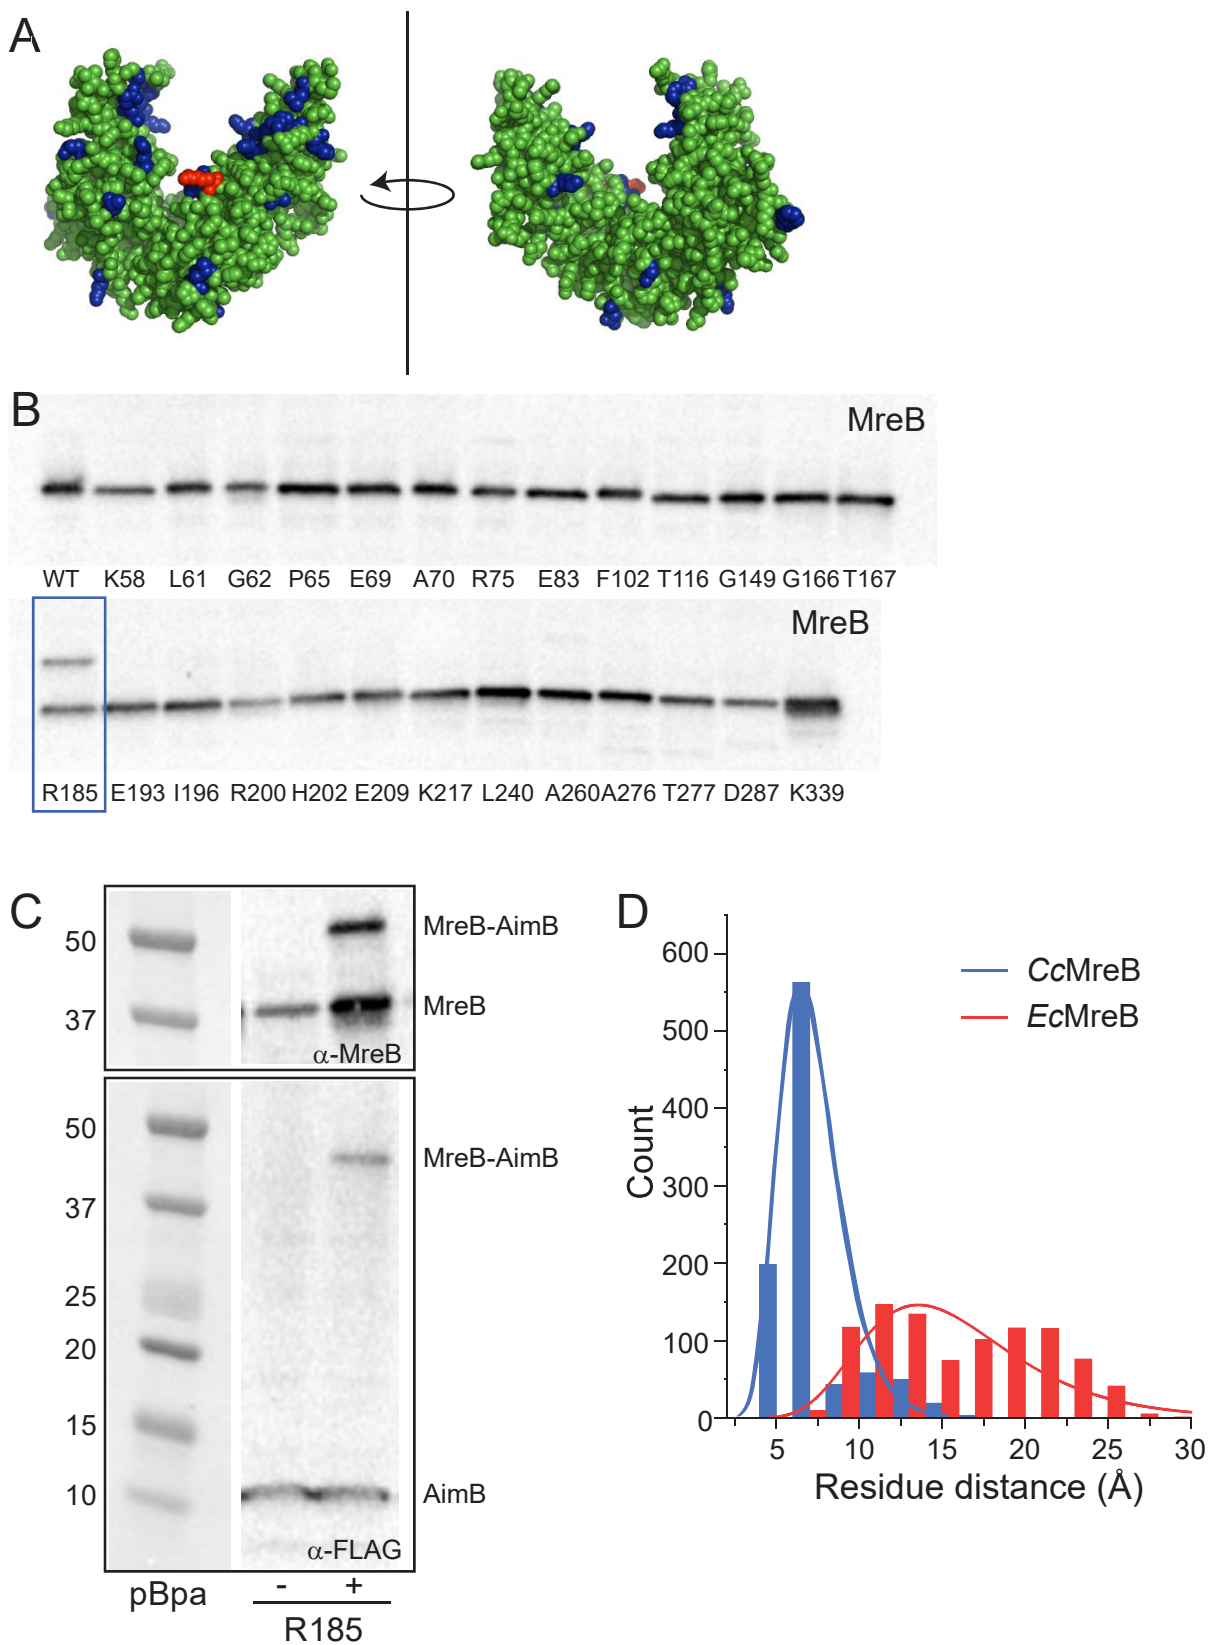 A
B
MreB
WT K58 L61 G62 P65 E69 A70 R75 E83 F102 T116 G149 G166 T167
MreB
R185 E193 I196 R200 H202 E209 K217 L240 A260 A276 T277 D287 K339
C
50
MreB-AimB
37
MreB
α-MreB
50
MreB-AimB
37
25
20
15
10
AimB
α-FLAG
pBpa - +
R185
D
CcMreB
EcMreB
600
500
400
300
200
100
0
Count
5 10 15 20 25 30
Residue distance (Å)